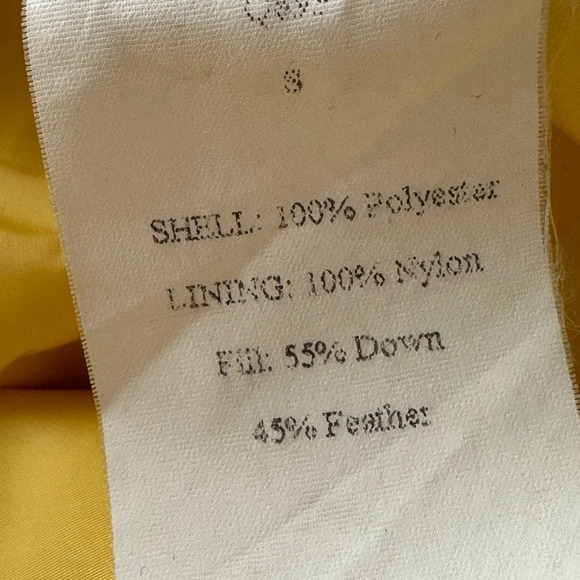 S
SHELL: 100% Polyester
LINING: 100% Nylon
Fill: 55% Down
45% Feather